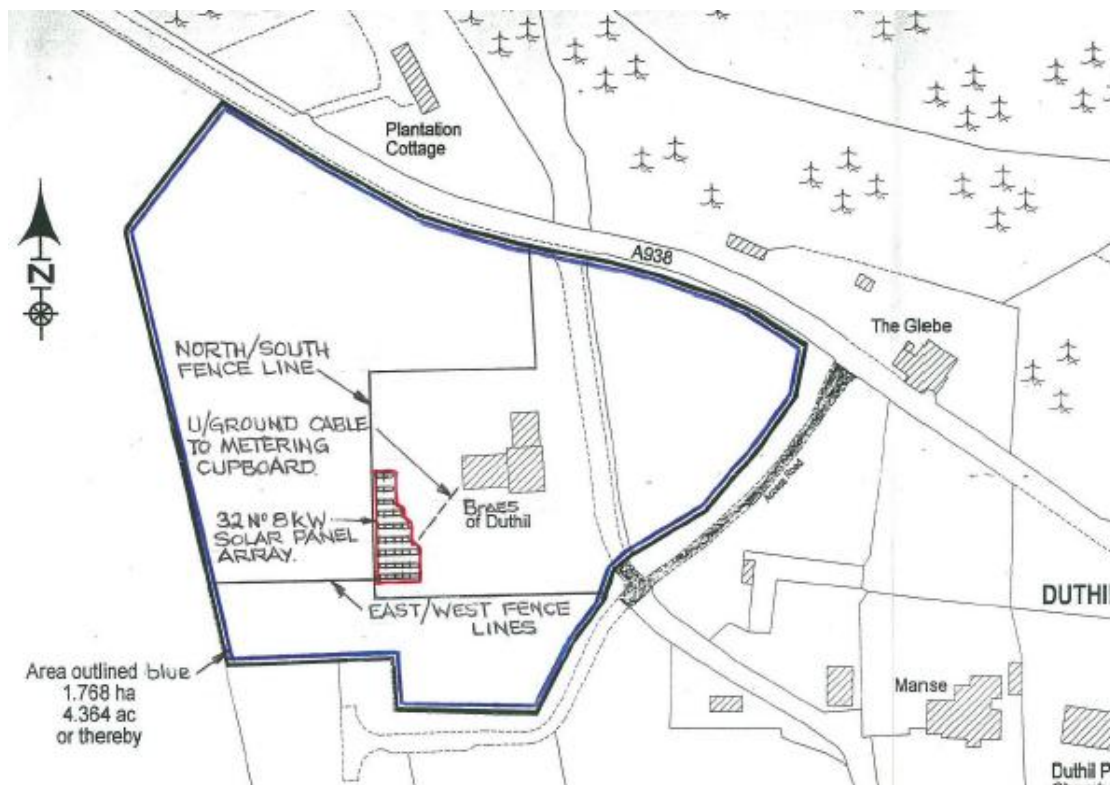 Plantation
Cottage
A938
N
The Glebe
NORTH/SOUTH
FENCE LINE
U/GROUND CABLE
TO METERING
CUPBOARD.
Braes
of Duthil
32 Nº 8KW
SOLAR PANEL
ARRAY.
Access Road
EAST/WEST FENCE
LINES
DUTHI
Area outlined blue
1.768 ha
4.364 ac
or thereby
Manse
Duthil P